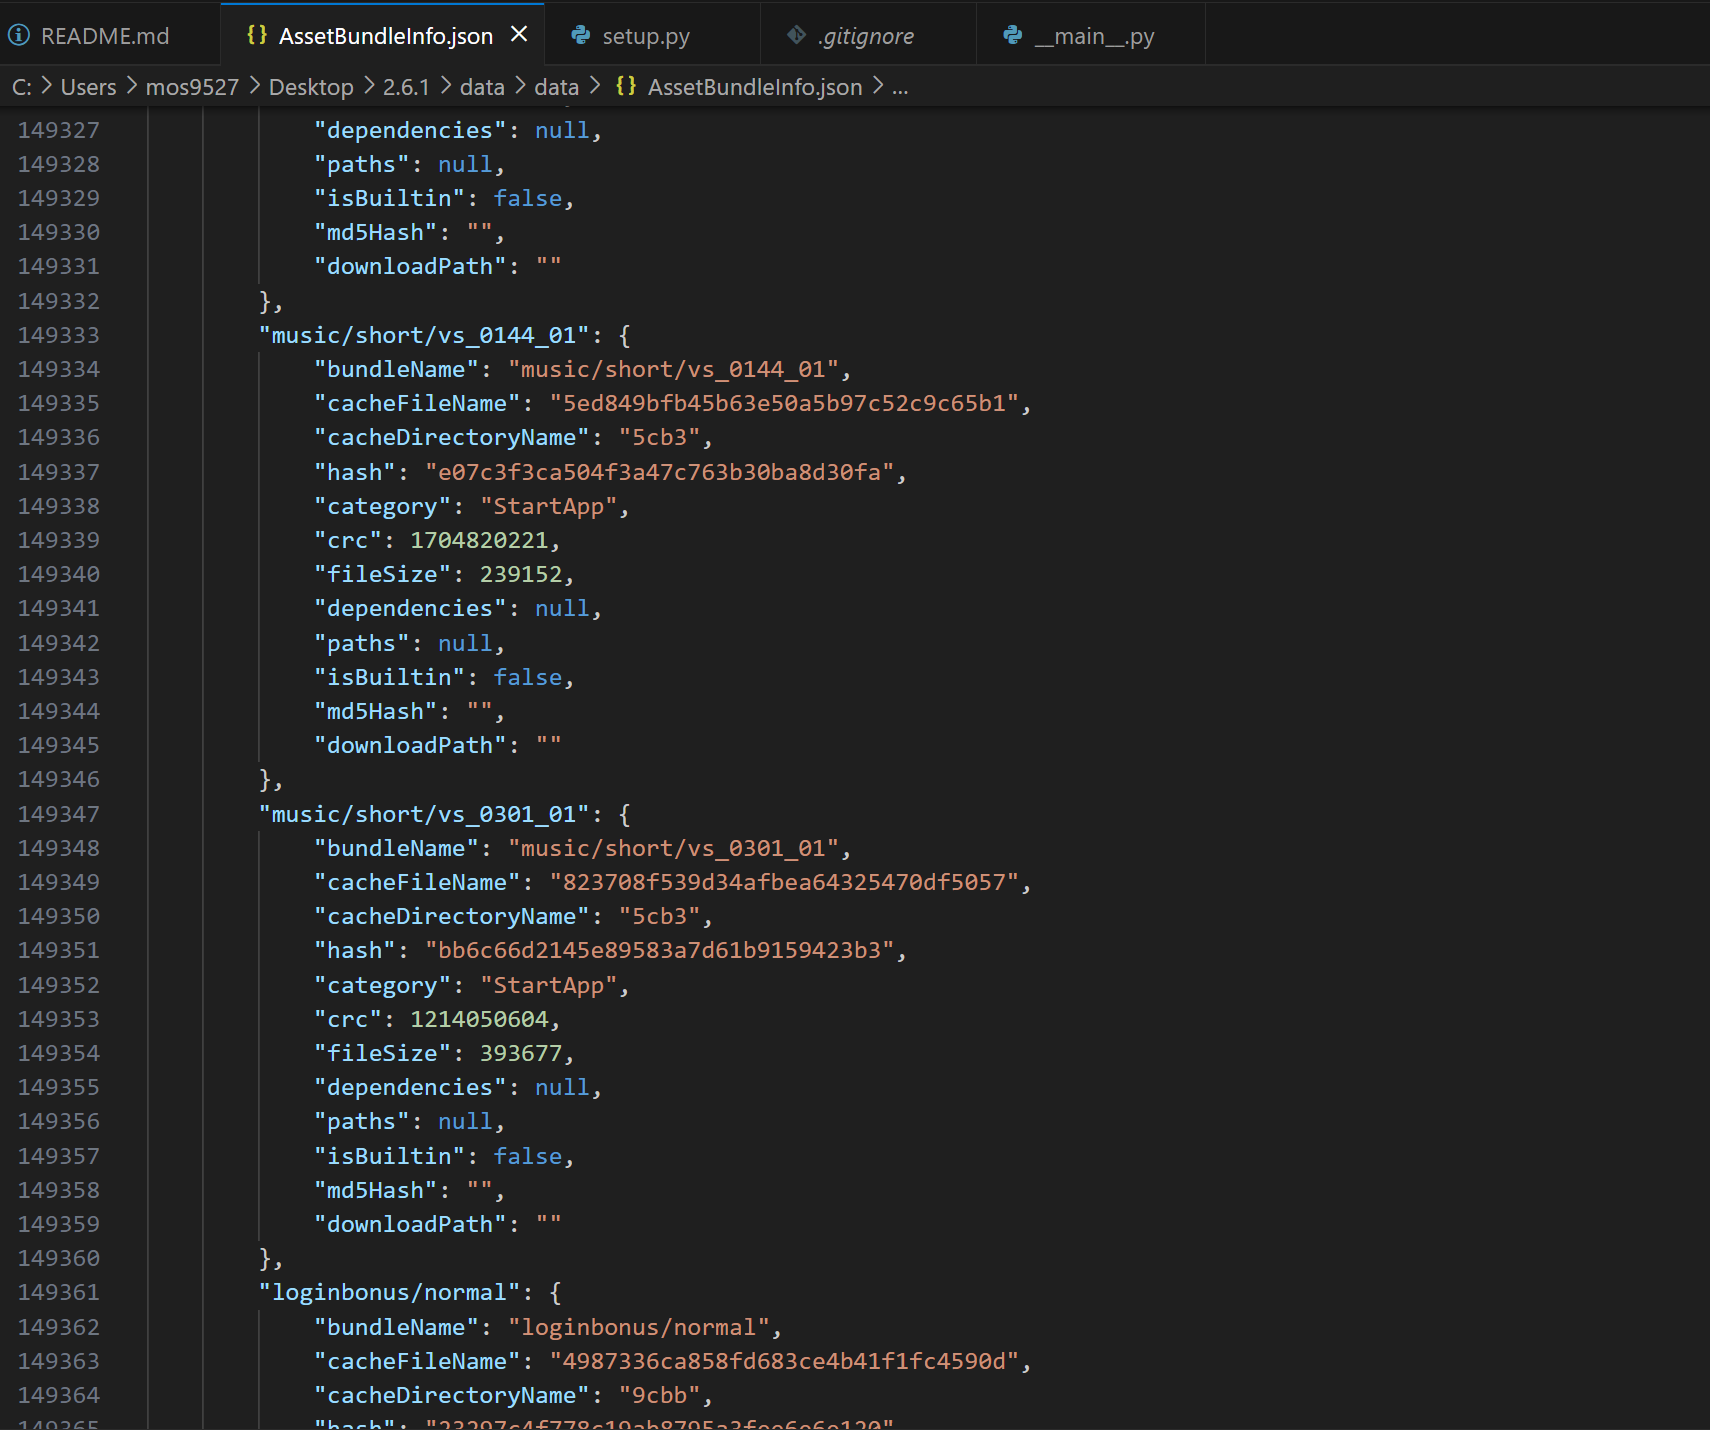 README.md
{} AssetBundleInfo.json ×
setup.py
.gitignore
__main__.py
C: > Users > mos9527 > Desktop > 2.6.1 > data > data > {} AssetBundleInfo.json > ...
149327 "dependencies": null,
149328 "paths": null,
149329 "isBuiltin": false,
149330 "md5Hash": "",
149331 "downloadPath": ""
149332 },
149333 "music/short/vs_0144_01": {
149334 "bundleName": "music/short/vs_0144_01",
149335 "cacheFileName": "5ed849bfb45b63e50a5b97c52c9c65b1",
149336 "cacheDirectoryName": "5cb3",
149337 "hash": "e07c3f3ca504f3a47c763b30ba8d30fa",
149338 "category": "StartApp",
149339 "crc": 1704820221,
149340 "fileSize": 239152,
149341 "dependencies": null,
149342 "paths": null,
149343 "isBuiltin": false,
149344 "md5Hash": "",
149345 "downloadPath": ""
149346 },
149347 "music/short/vs_0301_01": {
149348 "bundleName": "music/short/vs_0301_01",
149349 "cacheFileName": "823708f539d34afbea64325470df5057",
149350 "cacheDirectoryName": "5cb3",
149351 "hash": "bb6c66d2145e89583a7d61b9159423b3",
149352 "category": "StartApp",
149353 "crc": 1214050604,
149354 "fileSize": 393677,
149355 "dependencies": null,
149356 "paths": null,
149357 "isBuiltin": false,
149358 "md5Hash": "",
149359 "downloadPath": ""
149360 },
149361 "loginbonus/normal": {
149362 "bundleName": "loginbonus/normal",
149363 "cacheFileName": "4987336ca858fd683ce4b41f1fc4590d",
149364 "cacheDirectoryName": "9cbb",
149365 "hash":